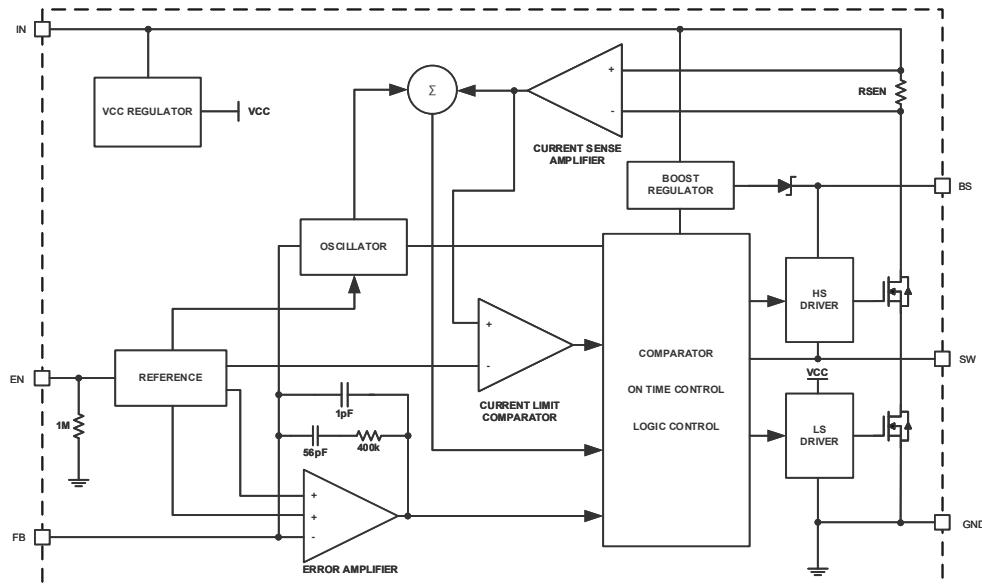 IN
VCC REGULATOR
VCC
Σ
+
-
RSEN
CURRENT SENSE
AMPLIFIER
BOOST
REGULATOR
BS
OSCILLATOR
HS
DRIVER
+
-
CURRENT LIMIT
COMPARATOR
COMPARATOR
ON TIME CONTROL
LOGIC CONTROL
SW
VCC
EN
REFERENCE
1M
1pF
56pF
400k
LS
DRIVER
+
+
-
ERROR AMPLIFIER
FB
GND